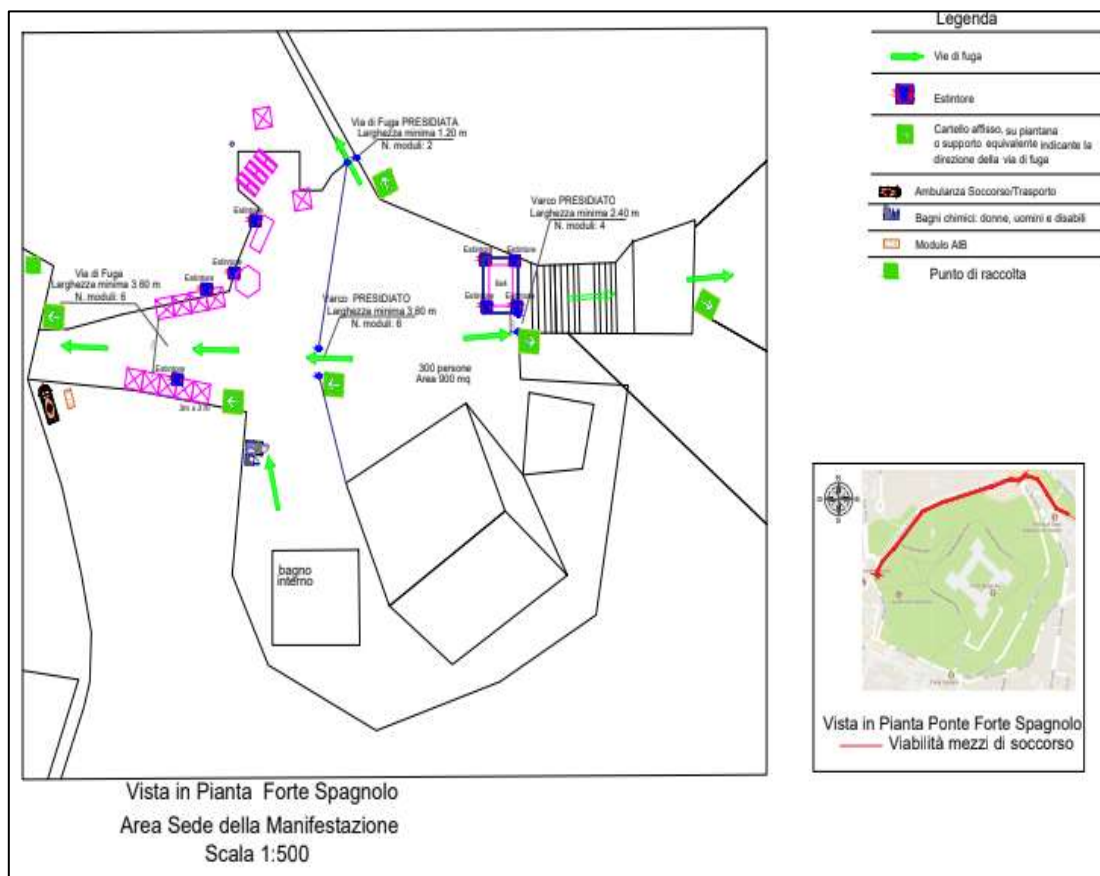 Legenda
Vie di fuga
Estintore
Cartello affisso, su piantana
o supporto equivalente indicante la
direzione della via di fuga
Ambulanza Soccorso/Trasporto
Bagni chimici: donne, uomini e disabili
Modulo AIB
Punto di raccolta
Via di Fuga PRESIDIATA
Larghezza minima 1.20 m
N. moduli: 2
Varco PRESIDIATO
Larghezza minima 2.40 m
N. moduli: 4
Estintore
Estintore
Estintore
Estintore
Estintore
Via di Fuga
Larghezza minima 3.60 m
N. moduli: 6
Estintore
Estintore
Estintore
Varco PRESIDIATO
Larghezza minima 3.60 m
N. moduli: 6
300 persone
Area 900 mq
Estintore
bagno
interno
Vista in Pianta Ponte Forte Spagnolo
Viabilità mezzi di soccorso
Vista in Pianta Forte Spagnolo
Area Sede della Manifestazione
Scala 1:500